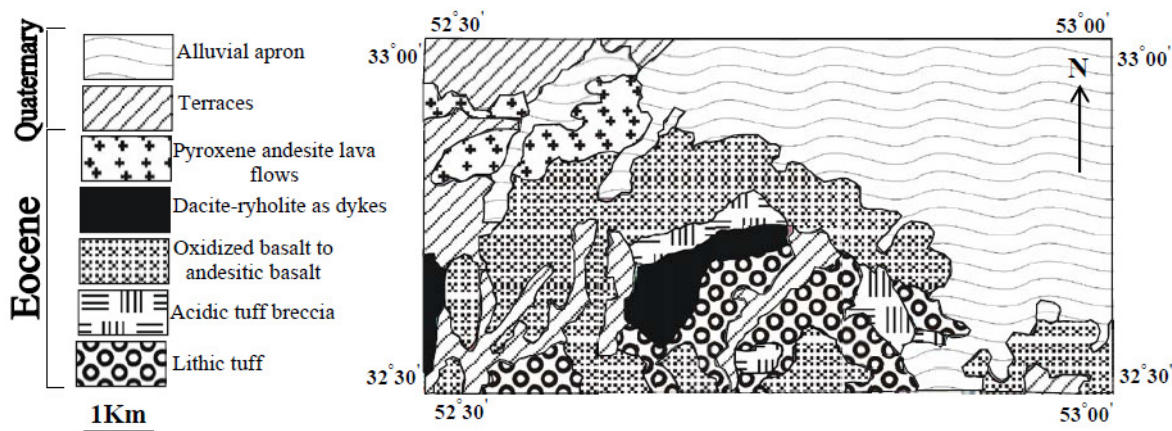 Quaternary
Eocene
Alluvial apron
Terraces
Pyroxene andesite lava
flows
Dacite-ryholite as dykes
Oxidized basalt to
andesitic basalt
Acidic tuff breccia
Lithic tuff
1Km
52°30'
53°00'
33°00'
33°00'
N
32°30'
32°30'
52°30'
53°00'